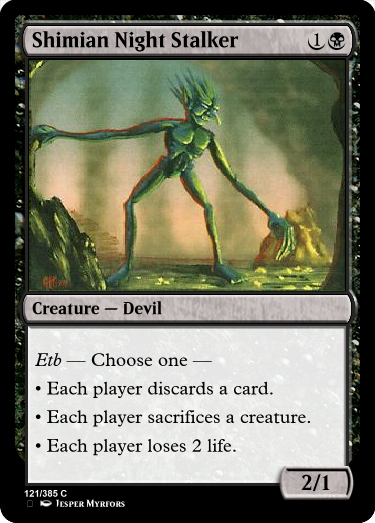 Shimian Night Stalker 1
Creature — Devil
Etb — Choose one —
• Each player discards a card.
• Each player sacrifices a creature.
• Each player loses 2 life.
2/1
121/385 C
Jesper Myrfors